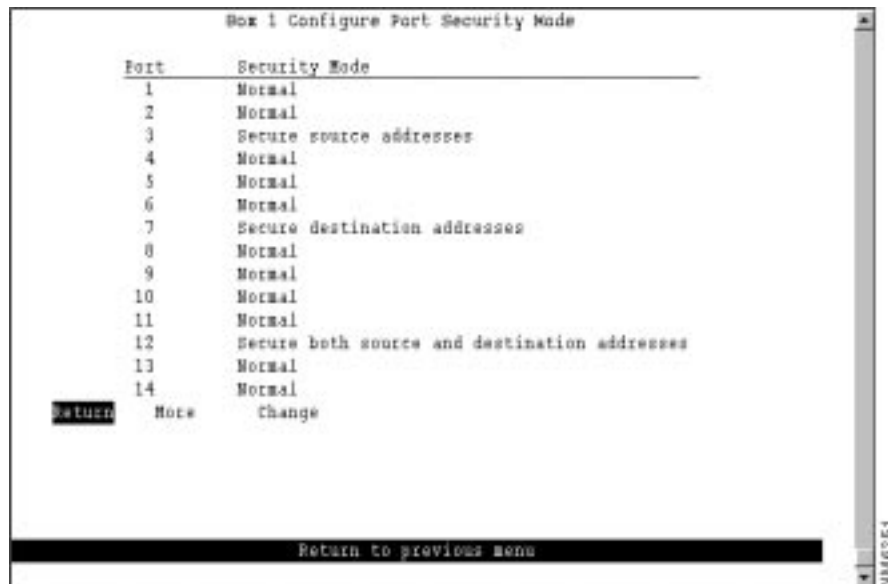 Box 1 Configure Port Security Mode
Port Security Mode
1 Normal
2 Normal
3 Secure source addresses
4 Normal
5 Normal
6 Normal
7 Secure destination addresses
8 Normal
9 Normal
10 Normal
11 Normal
12 Secure both source and destination addresses
13 Normal
14 Normal
Return More Change
Return to previous menu